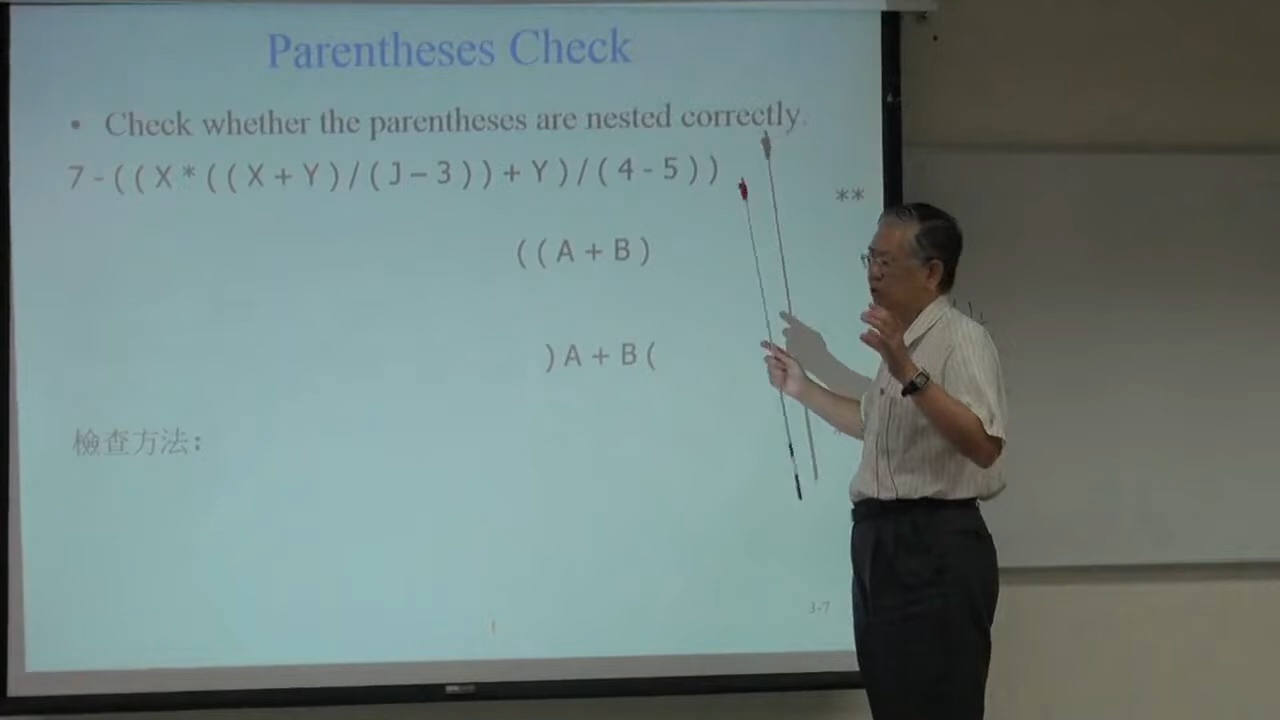 Parentheses Check
• Check whether the parentheses are nested correctly.
7-((X*((X+Y)/(J-3))+Y)/(4-5))
**
((A+B)
)A+B(
檢查方法:
3-7